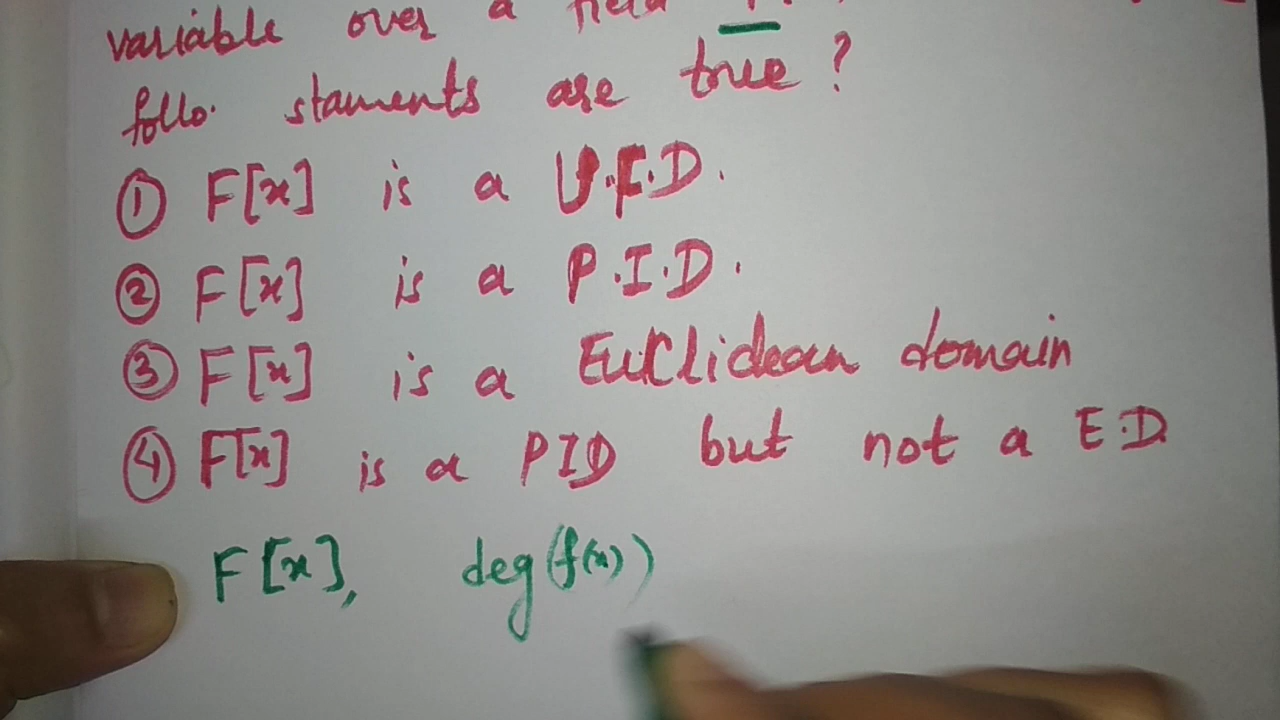 variable over a field
follo. staments are true ?
① F[x] is a U.F.D.
② F[x] is a P.I.D.
③ F[x] is a Euclidean domain
④ F[x] is a PID but not a E.D
F[x], deg(f(x))